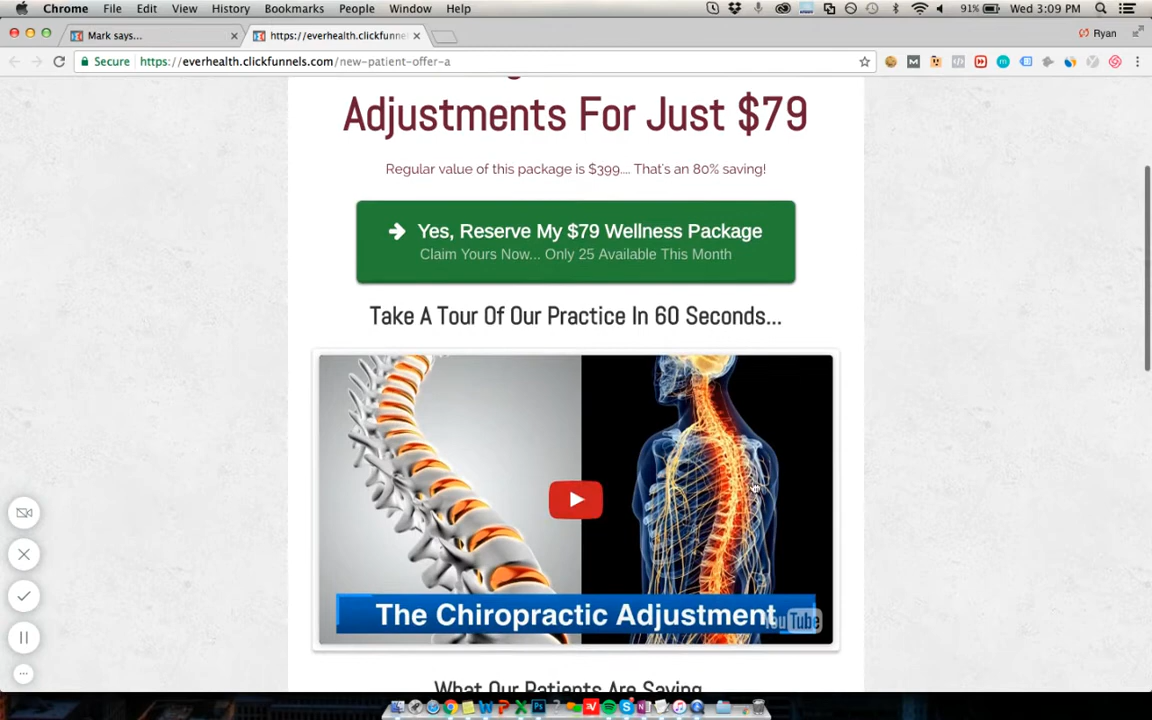 Chrome File Edit View History Bookmarks People Window Help 91% Wed 3:09 PM
Mark says... https://everhealth.clickfunne Ryan
Secure https://everhealth.clickfunnels.com/new-patient-offer-a
Adjustments For Just $79
Regular value of this package is $399.... That's an 80% saving!
Yes, Reserve My $79 Wellness Package
Claim Yours Now... Only 25 Available This Month
Take A Tour Of Our Practice In 60 Seconds...
The Chiropractic Adjustment
YouTube
What Our Patients Are Saying